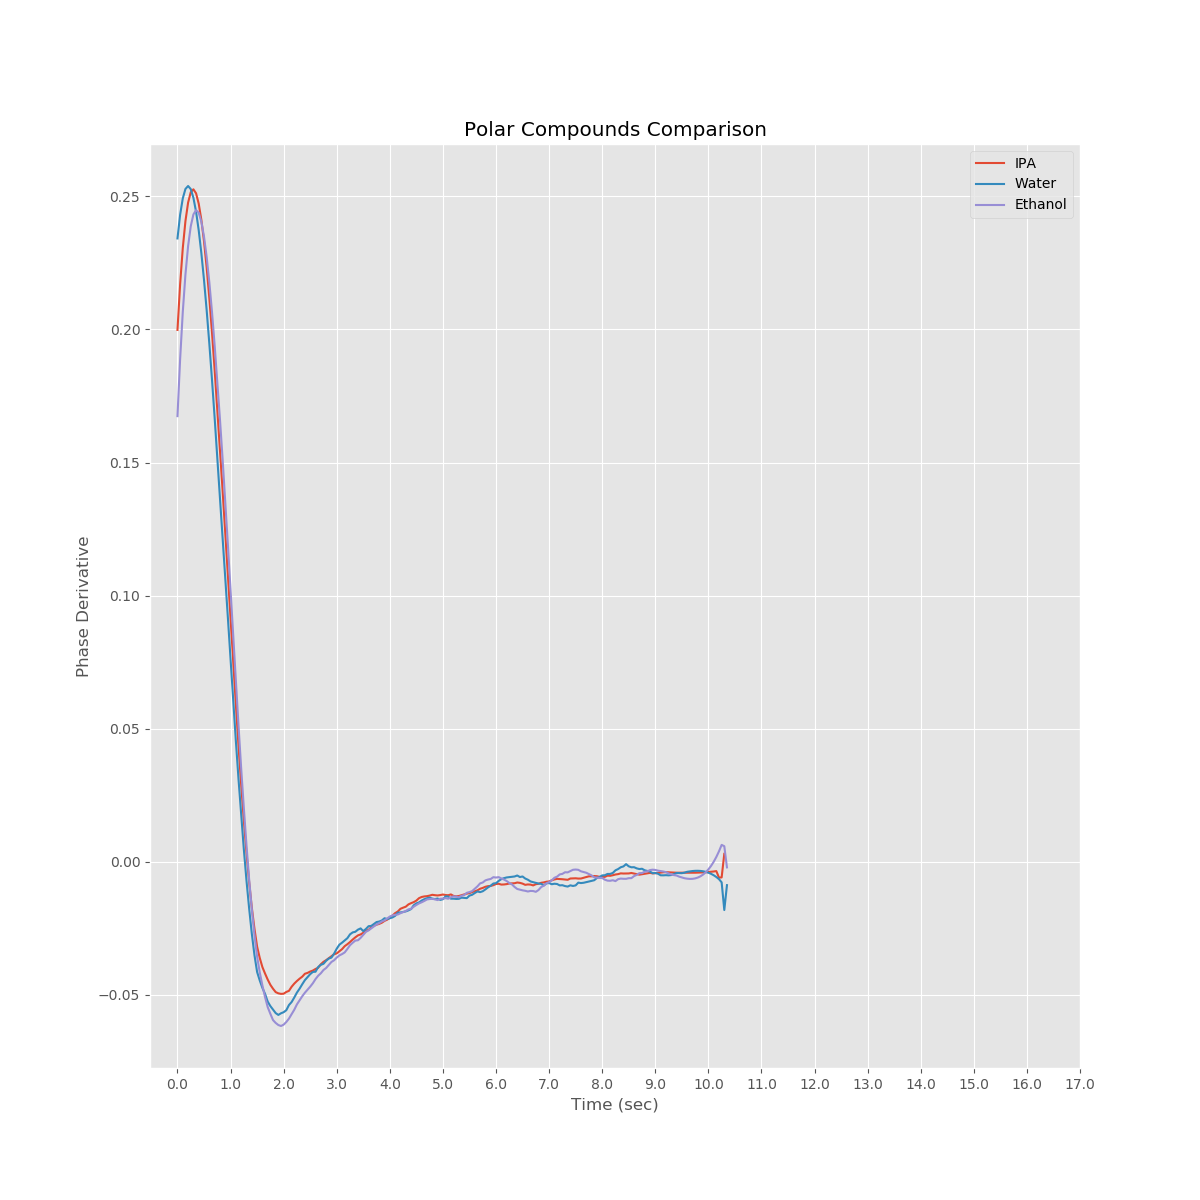 Polar Compounds Comparison
IPA
Water
Ethanol
0.25
0.20
0.15
0.10
0.05
0.00
−0.05
Phase Derivative
0.0 1.0 2.0 3.0 4.0 5.0 6.0 7.0 8.0 9.0 10.0 11.0 12.0 13.0 14.0 15.0 16.0 17.0
Time (sec)